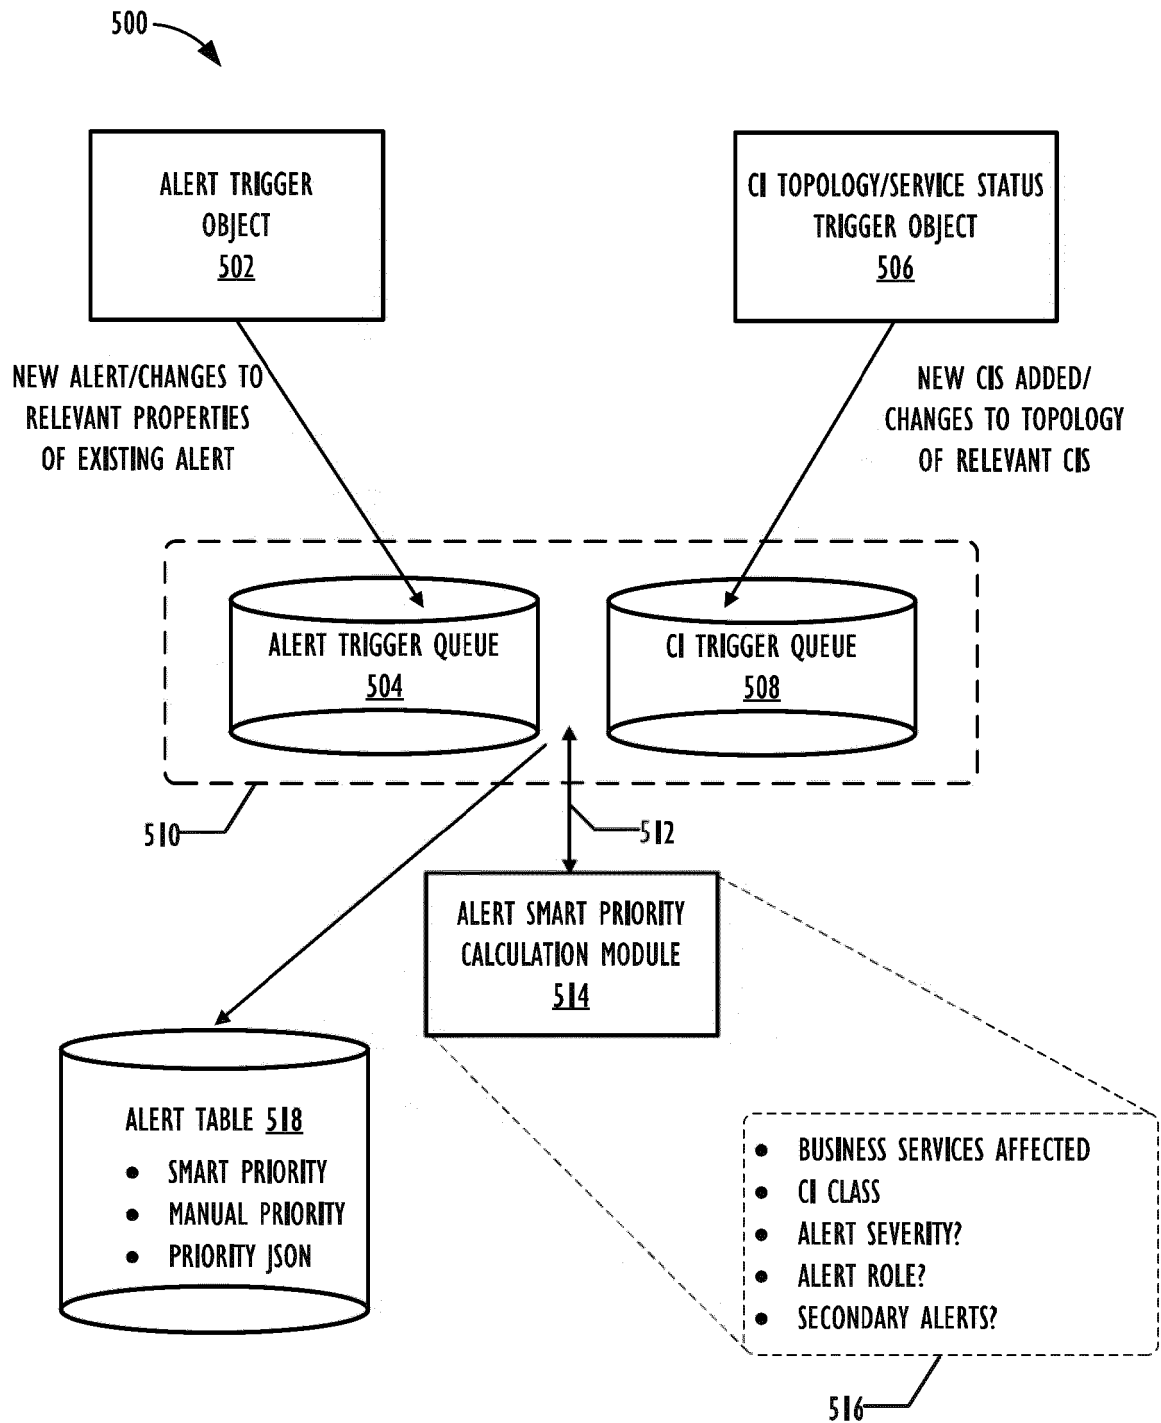 500
ALERT TRIGGER
OBJECT
502
CI TOPOLOGY/SERVICE STATUS
TRIGGER OBJECT
506
NEW ALERT/CHANGES TO
RELEVANT PROPERTIES
OF EXISTING ALERT
NEW CIS ADDED/
CHANGES TO TOPOLOGY
OF RELEVANT CIS
ALERT TRIGGER QUEUE
504
CI TRIGGER QUEUE
508
510
512
ALERT SMART PRIORITY
CALCULATION MODULE
514
ALERT TABLE 518
• SMART PRIORITY
• MANUAL PRIORITY
• PRIORITY JSON
• BUSINESS SERVICES AFFECTED
• CI CLASS
• ALERT SEVERITY?
• ALERT ROLE?
• SECONDARY ALERTS?
516